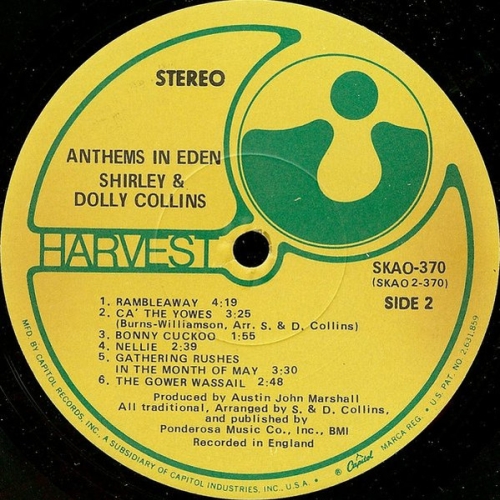 STEREO
ANTHEMS IN EDEN
SHIRLEY &
DOLLY COLLINS
HARVEST
SKAO-370
(SKAO 2-370)
SIDE 2
1. RAMBLEAWAY 4:19
2. CA' THE YOWES 3:25
(Burns-Williamson, Arr. S. & D. Collins)
3. BONNY CUCKOO 1:55
4. NELLIE 2:39
5. GATHERING RUSHES
IN THE MONTH OF MAY 3:30
6. THE GOWER WASSAIL 2:48
Produced by Austin John Marshall
All traditional, Arranged by S. & D. Collins,
and published by
Ponderosa Music Co., Inc., BMI
Recorded in England
MFD. BY CAPITOL RECORDS, INC., A SUBSIDIARY OF CAPITOL INDUSTRIES, INC., U.S.A. • ® Capitol MARCA REG. • U.S. PAT. NO. 2,631,859